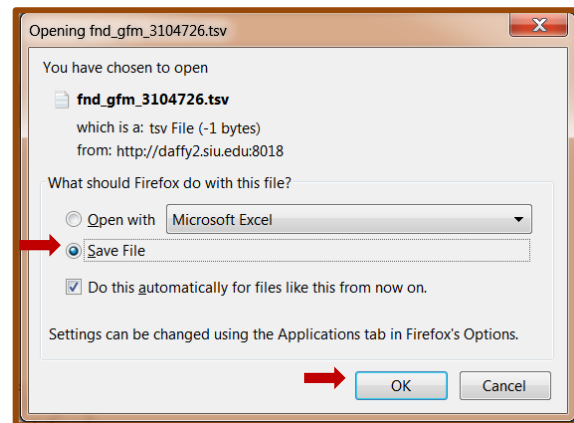 Opening fnd_gfm_3104726.tsv
You have chosen to open
fnd_gfm_3104726.tsv
which is a: tsv File (-1 bytes)
from: http://daffy2.siu.edu:8018
What should Firefox do with this file?
Open with Microsoft Excel
Save File
Do this automatically for files like this from now on.
Settings can be changed using the Applications tab in Firefox's Options.
OK Cancel